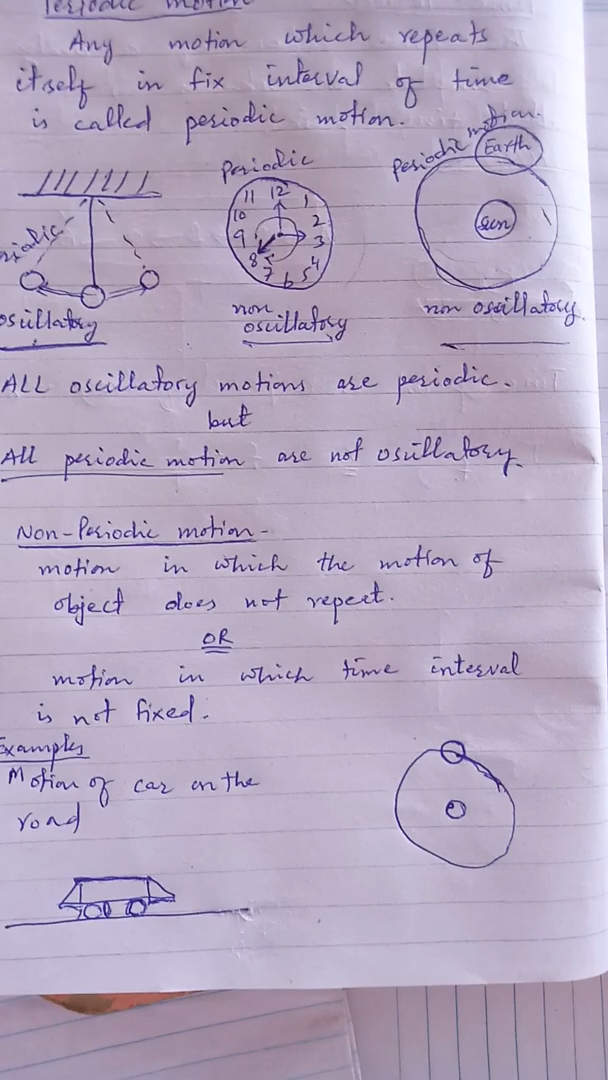 Periodic motion
Any motion which repeats
itself in fix interval of time
is called periodic motion.
Periodic
Periodic motion.
Earth
sun
11 12 1
10 2
9 3
8 4
7 6 5
riodic
oscillatory
non
oscillatory
non oscillatory
ALL oscillatory motions are periodic.
but
All periodic motion are not oscillatory
Non-Periodic motion-
motion in which the motion of
object does not repeat.
OR
motion in which time interval
is not fixed.
Examples
Motion of car on the
road